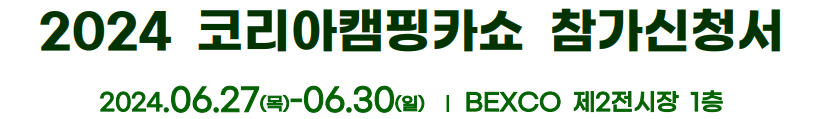 2024 코리아캠핑카쇼 참가신청서
2024.06.27(목)-06.30(일) | BEXCO 제2전시장 1층